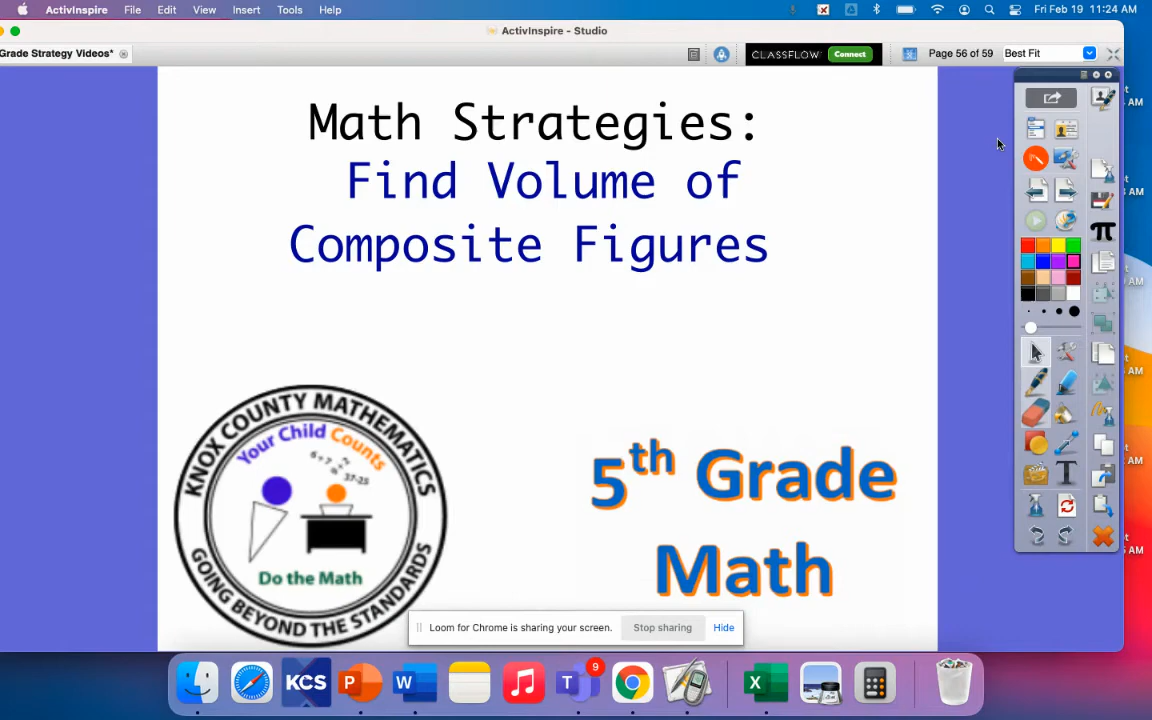 ActivInspire File Edit View Insert Tools Help Fri Feb 19 11:24 AM
ActivInspire - Studio
Grade Strategy Videos* CLASSFLOW Connect Page 56 of 59 Best Fit
Math Strategies:
Find Volume of
Composite Figures
KNOX COUNTY MATHEMATICS
Your Child Counts
Do the Math
GOING BEYOND THE STANDARDS
5th Grade
Math
Loom for Chrome is sharing your screen. Stop sharing Hide
KCS P W T 9 X